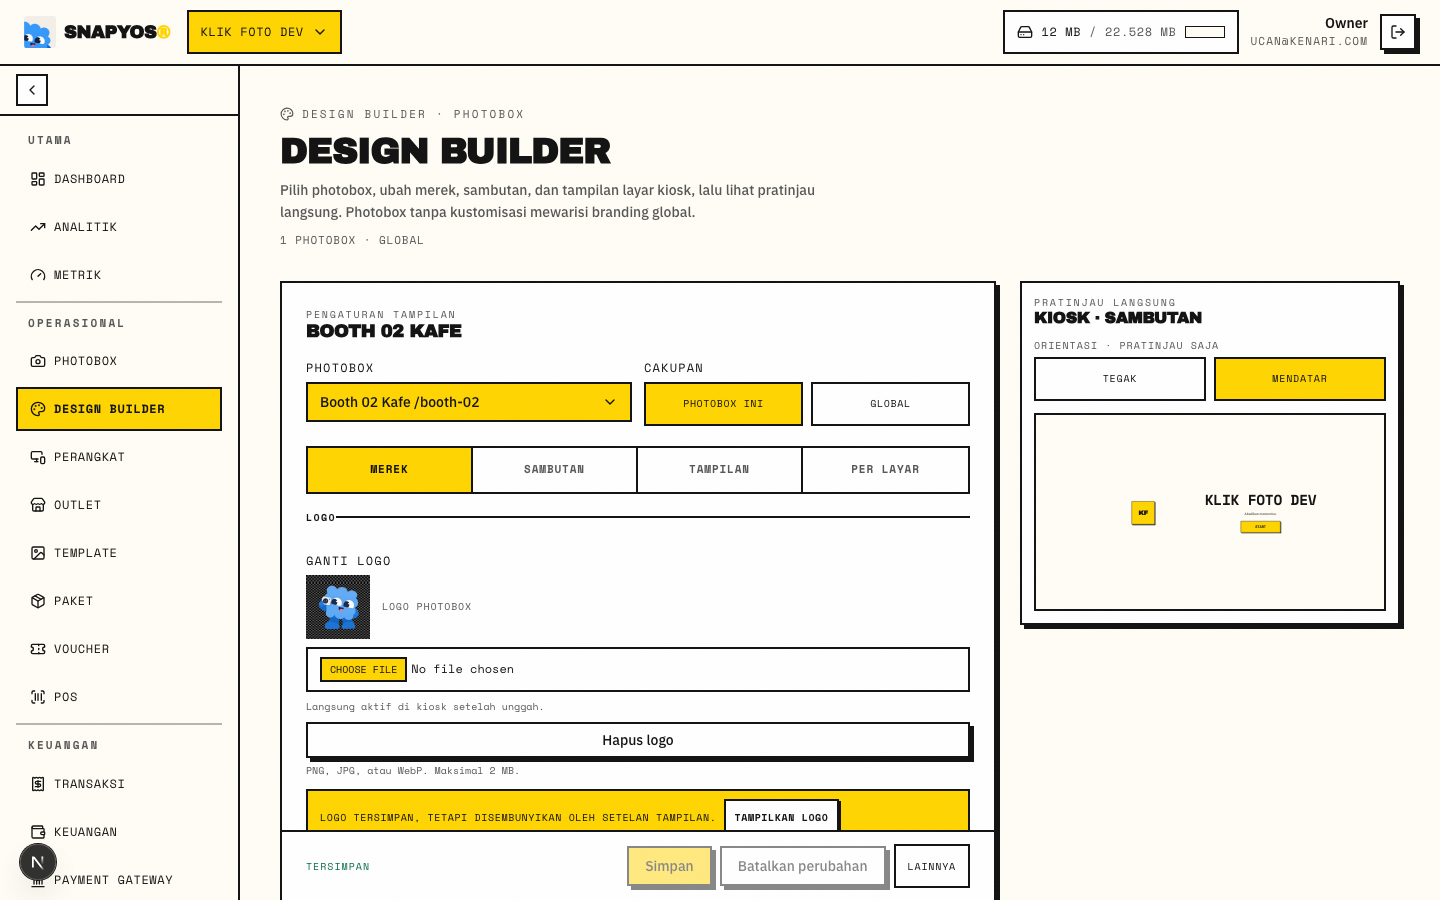 SNAPYOS®
KLIK FOTO DEV
12 MB / 22.528 MB
Owner
UCAN@KENARI.COM
UTAMA
DASHBOARD
ANALITIK
METRIK
OPERASIONAL
PHOTOBOX
DESIGN BUILDER
PERANGKAT
OUTLET
TEMPLATE
PAKET
VOUCHER
POS
KEUANGAN
TRANSAKSI
KEUANGAN
PAYMENT GATEWAY
N
DESIGN BUILDER · PHOTOBOX
DESIGN BUILDER
Pilih photobox, ubah merek, sambutan, dan tampilan layar kiosk, lalu lihat pratinjau
langsung. Photobox tanpa kustomisasi mewarisi branding global.
1 PHOTOBOX · GLOBAL
PENGATURAN TAMPILAN
BOOTH 02 KAFE
PHOTOBOX
CAKUPAN
Booth 02 Kafe /booth-02
PHOTOBOX INI
GLOBAL
MEREK
SAMBUTAN
TAMPILAN
PER LAYAR
LOGO
GANTI LOGO
LOGO PHOTOBOX
CHOOSE FILE No file chosen
Langsung aktif di kiosk setelah unggah.
Hapus logo
PNG, JPG, atau WebP. Maksimal 2 MB.
LOGO TERSIMPAN, TETAPI DISEMBUNYIKAN OLEH SETELAN TAMPILAN.
TAMPILKAN LOGO
TERSIMPAN
Simpan
Batalkan perubahan
LAINNYA
PRATINJAU LANGSUNG
KIOSK · SAMBUTAN
ORIENTASI · PRATINJAU SAJA
TEGAK
MENDATAR
KF
KLIK FOTO DEV
START